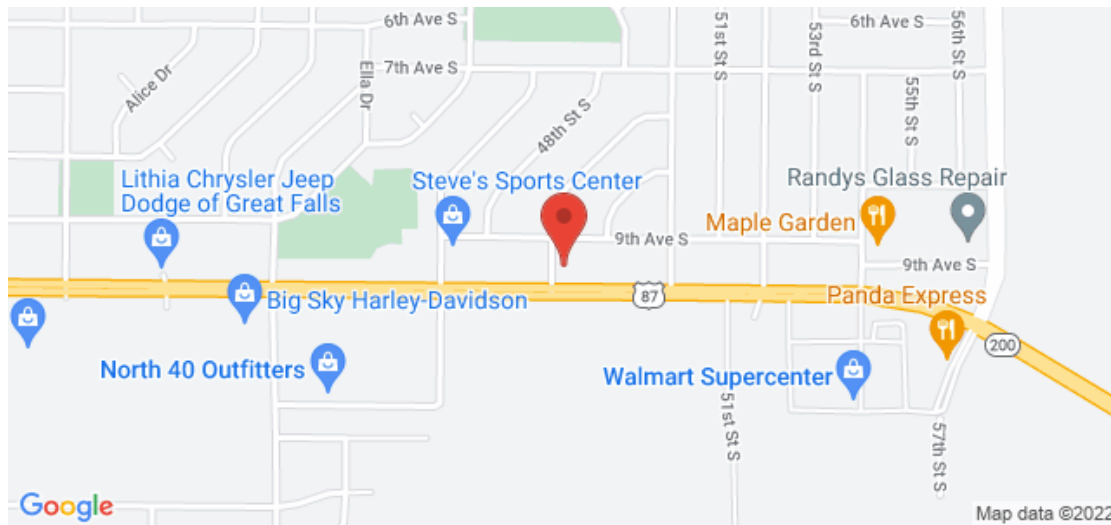 6th Ave S
51st St S
53rd St S
6th Ave S
56th St S
Alice Dr
Ella Dr
7th Ave S
48th St S
55th St S
Lithia Chrysler Jeep
Dodge of Great Falls
Steve's Sports Center
Randys Glass Repair
Maple Garden
9th Ave S
9th Ave S
Big Sky Harley-Davidson
87
Panda Express
200
North 40 Outfitters
Walmart Supercenter
51st St S
57th St S
Google
Map data ©2022